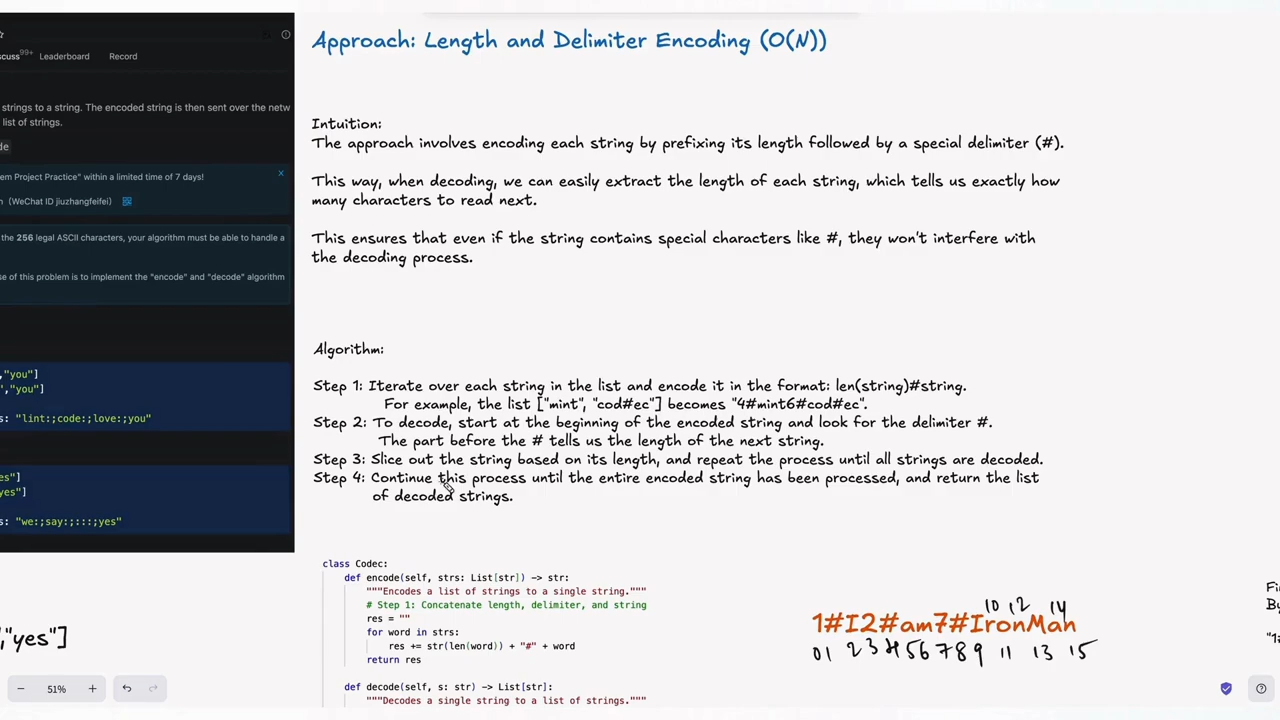 Approach: Length and Delimiter Encoding (O(N))
scuss 99+ Leaderboard Record
strings to a string. The encoded string is then sent over the netw
list of strings.
de
em Project Practice" within a limited time of 7 days!
(WeChat ID jiuzhangfeifei)
the 256 legal ASCII characters, your algorithm must be able to handle a
se of this problem is to implement the "encode" and "decode" algorithm
,"you"]
","you"]
s: "lint:;code:;love:;you"
es"]
yes"]
s: "we:;say:;:::;yes"
Intuition:
The approach involves encoding each string by prefixing its length followed by a special delimiter (#).
This way, when decoding, we can easily extract the length of each string, which tells us exactly how
many characters to read next.
This ensures that even if the string contains special characters like #, they won't interfere with
the decoding process.
Algorithm:
Step 1: Iterate over each string in the list and encode it in the format: len(string)#string.
For example, the list ["mint", "cod#ec"] becomes "4#mint6#cod#ec".
Step 2: To decode, start at the beginning of the encoded string and look for the delimiter #.
The part before the # tells us the length of the next string.
Step 3: Slice out the string based on its length, and repeat the process until all strings are decoded.
Step 4: Continue this process until the entire encoded string has been processed, and return the list
of decoded strings.
class Codec:
def encode(self, strs: List[str]) -> str:
"""Encodes a list of strings to a single string."""
# Step 1: Concatenate length, delimiter, and string
res = ""
for word in strs:
res += str(len(word)) + "#" + word
return res
def decode(self, s: str) -> List[str]:
"""Decodes a single string to a list of strings."""
10 12 14
1#I2#am7#IronMan
01 2 3 4 5 6 7 8 9 11 13 15
Fi
By
"1
,"yes"]
51%